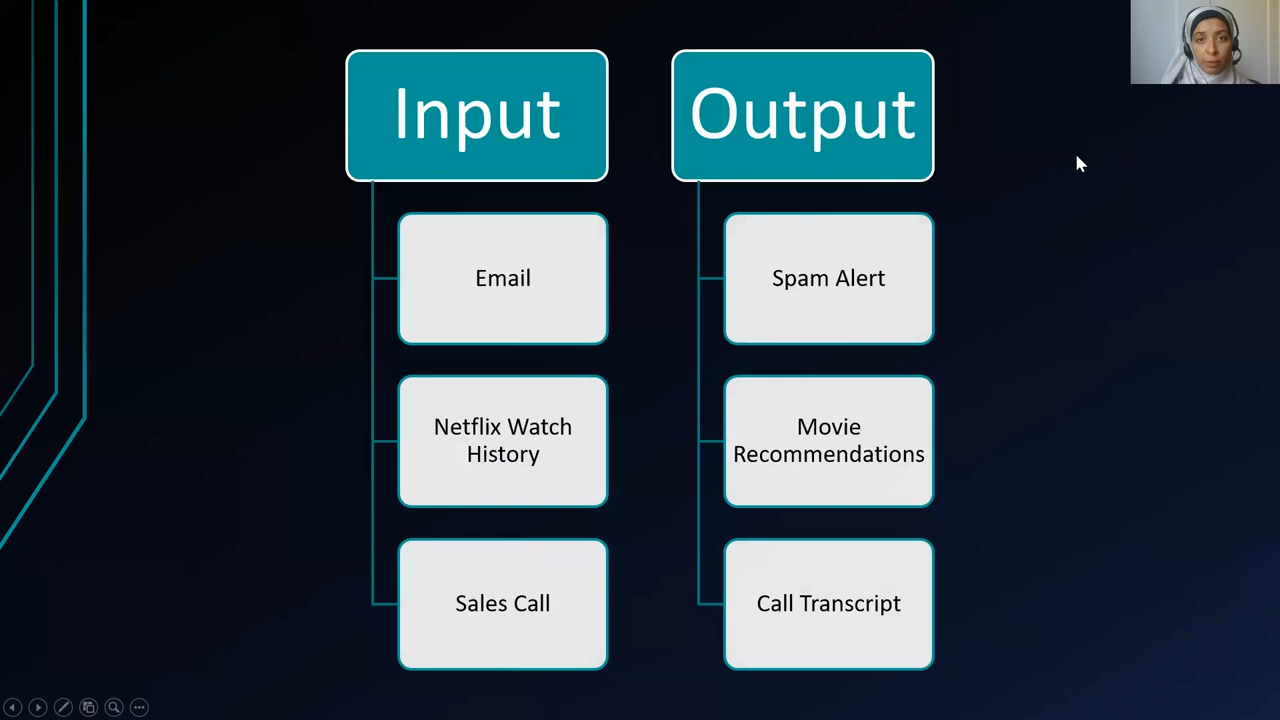 Input
Output
Email
Spam Alert
Netflix Watch
History
Movie
Recommendations
Sales Call
Call Transcript